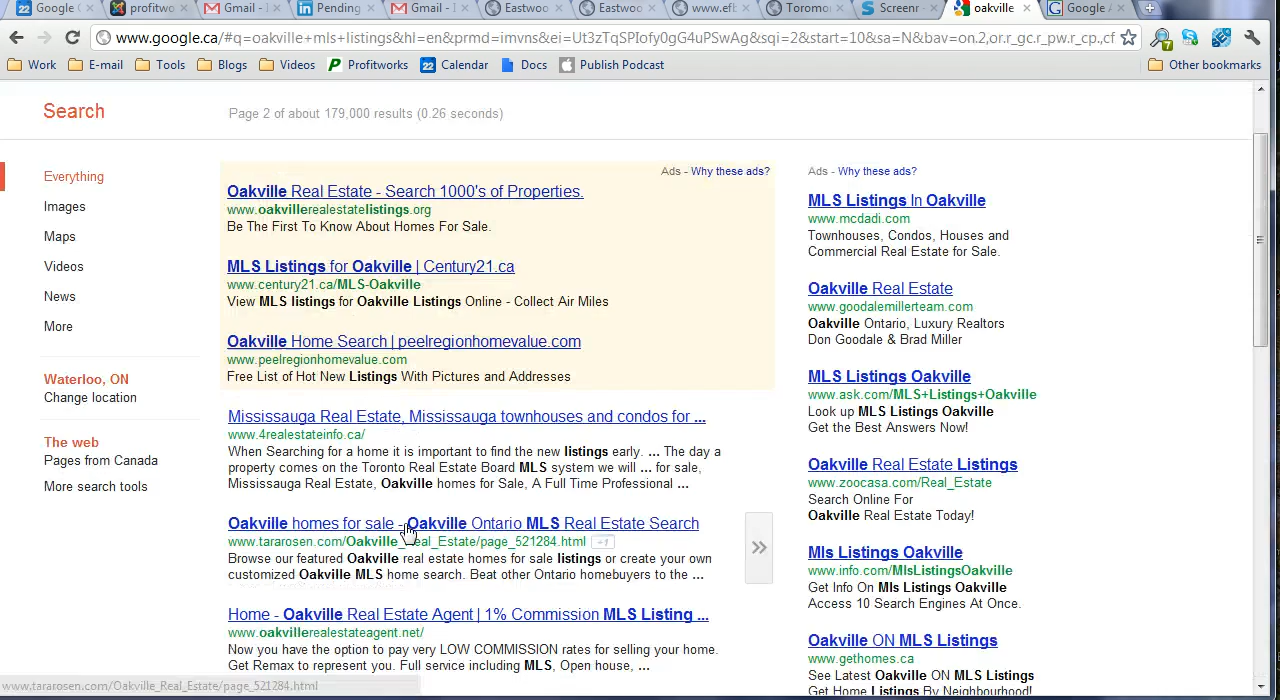 Google
profitwo
Gmail -
Pending
Gmail -
Eastwoo
Eastwoo
www.efb
Toromo
Screenr
oakville
Google
www.google.ca/#q=oakville+mls+listings&hl=en&prmd=imvns&ei=Ut3zTqSPIofy0gG4uPSwAg&sqi=2&start=10&sa=N&bav=on.2,or.r_gc.r_pw.r_cp.,cf
7
Work
E-mail
Tools
Blogs
Videos
Profitworks
22 Calendar
Docs
Publish Podcast
Other bookmarks
Search
Page 2 of about 179,000 results (0.26 seconds)
Everything
Images
Maps
Videos
News
More
Waterloo, ON
Change location
The web
Pages from Canada
More search tools
Ads - Why these ads?
Oakville Real Estate - Search 1000's of Properties.
www.oakvillerealestatelistings.org
Be The First To Know About Homes For Sale.
MLS Listings for Oakville | Century21.ca
www.century21.ca/MLS-Oakville
View MLS listings for Oakville Listings Online - Collect Air Miles
Oakville Home Search | peelregionhomevalue.com
www.peelregionhomevalue.com
Free List of Hot New Listings With Pictures and Addresses
Mississauga Real Estate, Mississauga townhouses and condos for ...
www.4realestateinfo.ca/
When Searching for a home it is important to find the new listings early. ... The day a
property comes on the Toronto Real Estate Board MLS system we will ... for sale,
Mississauga Real Estate, Oakville homes for Sale, A Full Time Professional ...
Oakville homes for sale - Oakville Ontario MLS Real Estate Search
www.tararosen.com/Oakville_Real_Estate/page_521284.html +1
Browse our featured Oakville real estate homes for sale listings or create your own
customized Oakville MLS home search. Beat other Ontario homebuyers to the ...
Home - Oakville Real Estate Agent | 1% Commission MLS Listing ...
www.oakvillerealestateagent.net/
Now you have the option to pay very LOW COMMISSION rates for selling your home.
Get Remax to represent you. Full service including MLS, Open house, ...
Ads - Why these ads?
MLS Listings In Oakville
www.mcdadi.com
Townhouses, Condos, Houses and
Commercial Real Estate for Sale.
Oakville Real Estate
www.goodalemillerteam.com
Oakville Ontario, Luxury Realtors
Don Goodale & Brad Miller
MLS Listings Oakville
www.ask.com/MLS+Listings+Oakville
Look up MLS Listings Oakville
Get the Best Answers Now!
Oakville Real Estate Listings
www.zoocasa.com/Real_Estate
Search Online For
Oakville Real Estate Today!
Mls Listings Oakville
www.info.com/MlsListingsOakville
Get Info On Mls Listings Oakville
Access 10 Search Engines At Once.
Oakville ON MLS Listings
www.gethomes.ca
See Latest Oakville ON MLS Listings
Get Home Listings By Neighbourhood!
www.tararosen.com/Oakville_Real_Estate/page_521284.html